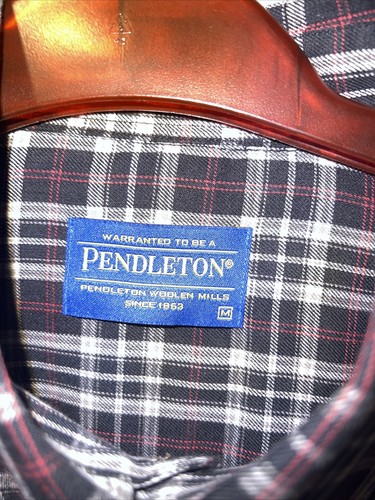 WARRANTED TO BE A
PENDLETON®
PENDLETON WOOLEN MILLS
SINCE 1863
M